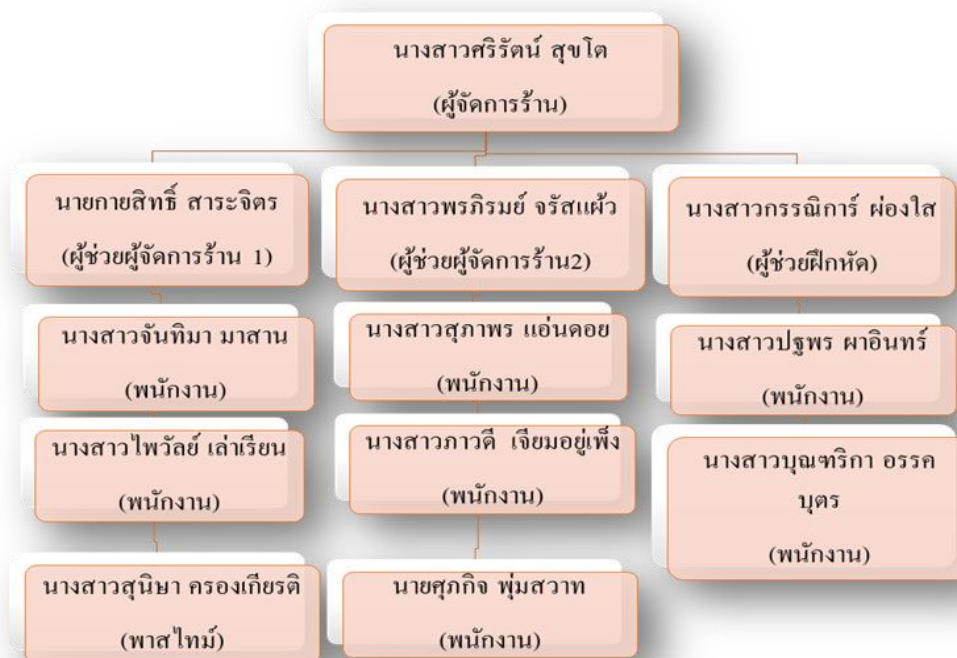 นางสาวศริรัตน์ สุขโต
(ผู้จัดการร้าน)
นายกายสิทธิ์ สาระจิตร
(ผู้ช่วยผู้จัดการร้าน 1)
นางสาวพรภิรมย์ จรัสแผ้ว
(ผู้ช่วยผู้จัดการร้าน2)
นางสาวกรรณิการ์ ผ่องใส
(ผู้ช่วยฝึกหัด)
นางสาวจันทิมา มาสาน
(พนักงาน)
นางสาวสุภาพร แอ่นดอย
(พนักงาน)
นางสาวปฐพร ผาอินทร์
(พนักงาน)
นางสาวไพวัลย์ เล่าเรียน
(พนักงาน)
นางสาวภาวดี เจียมอยู่เพ็ง
(พนักงาน)
นางสาวบุณฑริกา อรรค
บุตร
(พนักงาน)
นางสาวสุนิษา ครองเกียรติ
(พาสไทม์)
นายศุภกิจ พุ่มสวาท
(พนักงาน)